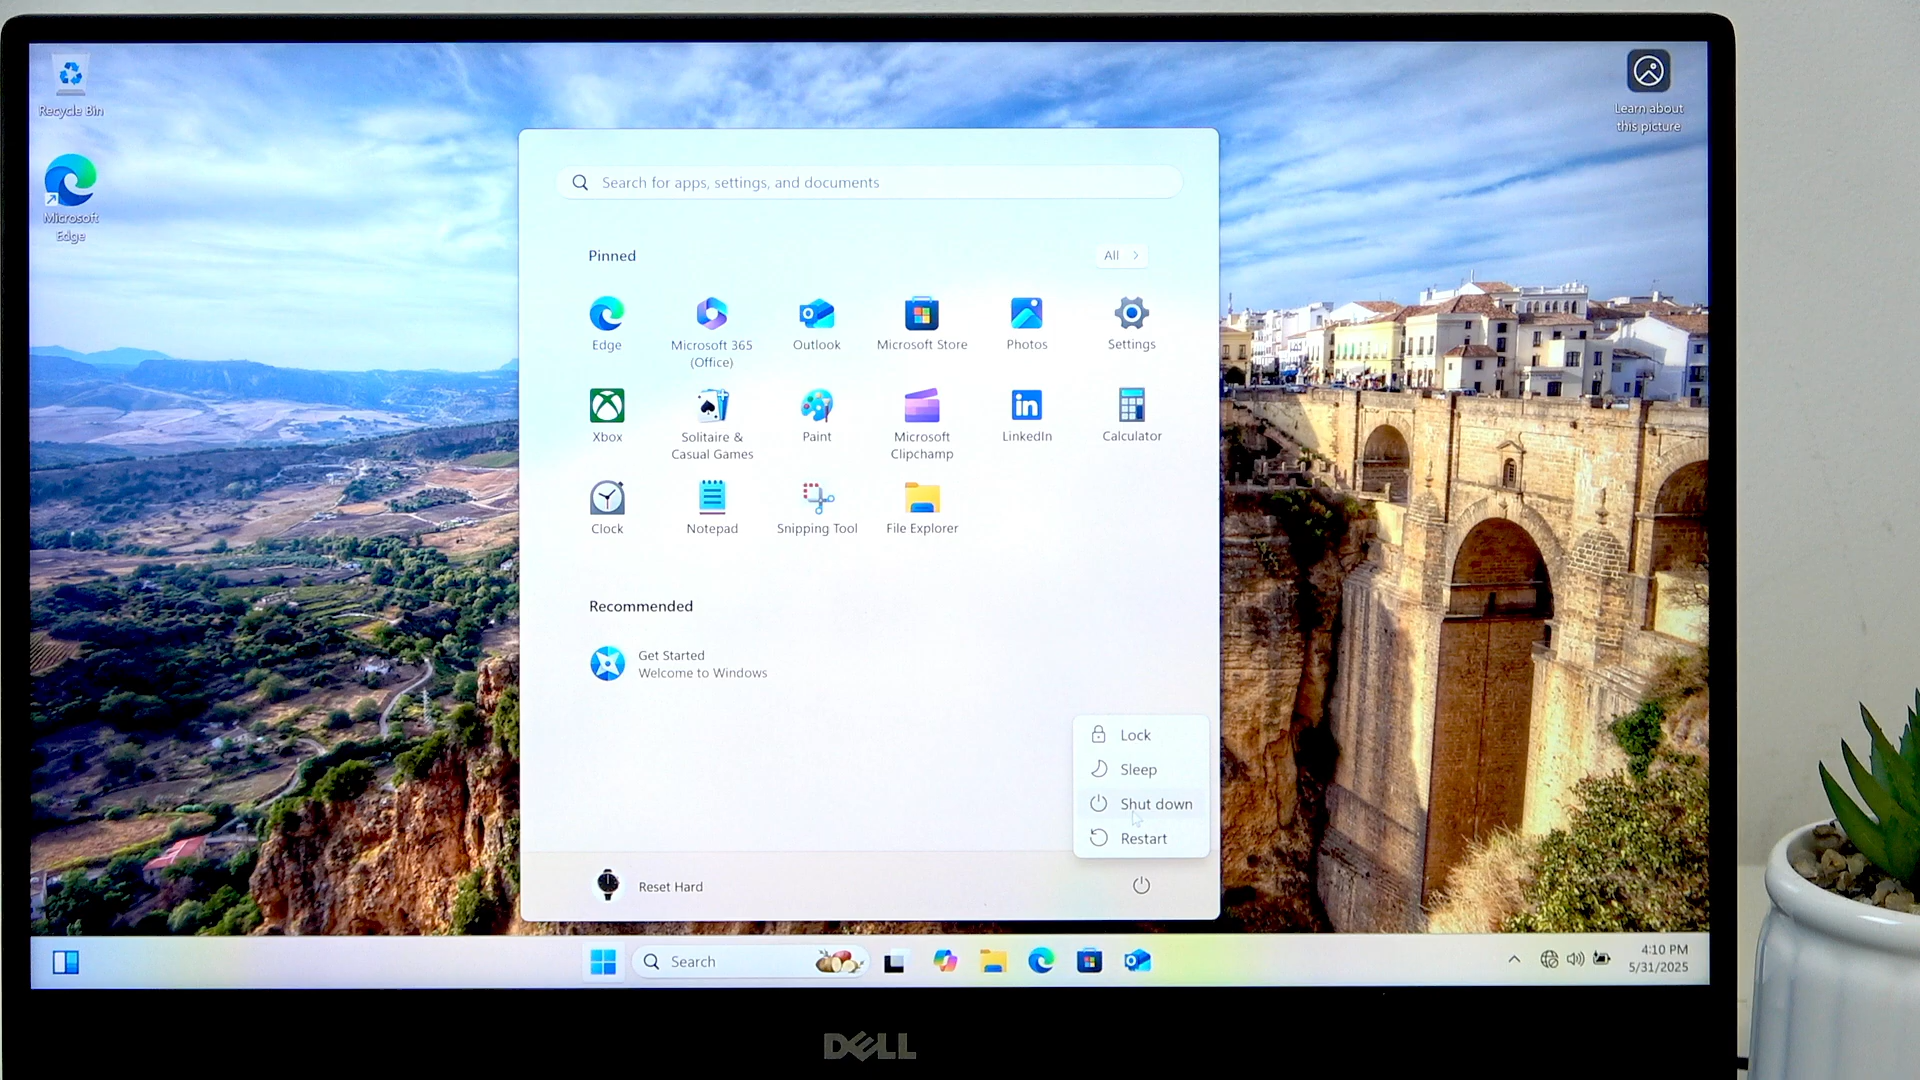 Recycle Bin
Microsoft
Edge
Learn about
this picture
Search for apps, settings, and documents
Pinned
All
Edge
Microsoft 365
(Office)
Outlook
Microsoft Store
Photos
Settings
Xbox
Solitaire &
Casual Games
Paint
Microsoft
Clipchamp
LinkedIn
Calculator
Clock
Notepad
Snipping Tool
File Explorer
Recommended
Get Started
Welcome to Windows
Lock
Sleep
Shut down
Restart
Reset Hard
Search
4:10 PM
5/31/2025
DELL